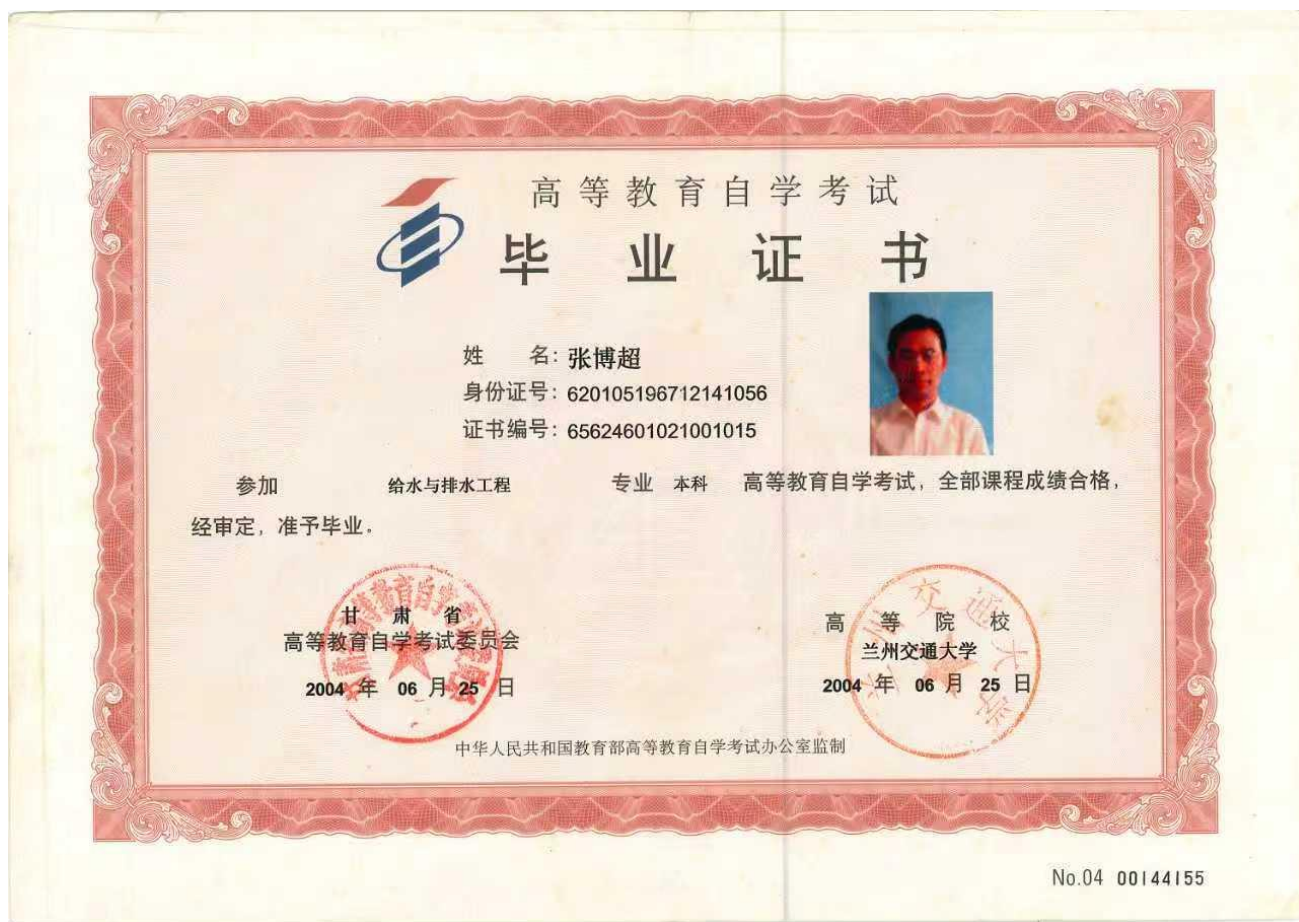 高等教育自学考试
毕业证书
姓 名：张博超
身份证号：620105196712141056
证书编号：65624601021001015
参加 给水与排水工程 专业 本科 高等教育自学考试，全部课程成绩合格，
经审定，准予毕业。
甘肃省
高等教育自学考试委员会
2004 年 06 月 25 日
高等院校
兰州交通大学
2004 年 06 月 25 日
兰州交通大学
中华人民共和国教育部高等教育自学考试办公室监制
No.04 00144155